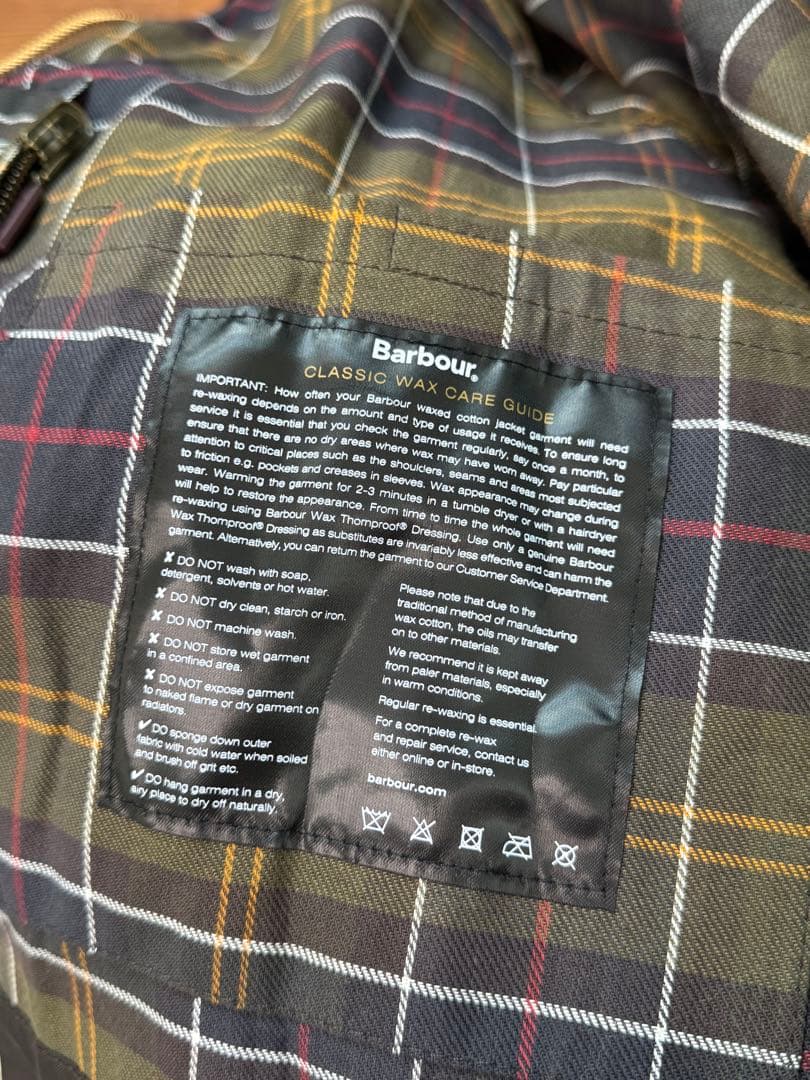 Barbour®
CLASSIC WAX CARE GUIDE
IMPORTANT: How often your Barbour waxed cotton jacket garment will need
re-waxing depends on the amount and type of usage it receives. To ensure long
service it is essential that you check the garment regularly, say once a month, to
ensure that there are no dry areas where wax may have worn away. Pay particular
attention to critical places such as the shoulders, seams and areas most subjected
to friction e.g. pockets and creases in sleeves. Wax appearance may change during
wear. Warming the garment for 2-3 minutes in a tumble dryer or with a hairdryer
will help to restore the appearance. From time to time the whole garment will need
re-waxing using Barbour Wax Thornproof® Dressing. Use only a genuine Barbour
Wax Thornproof® Dressing as substitutes are invariably less effective and can harm the
garment. Alternatively, you can return the garment to our Customer Service Department.
✘ DO NOT wash with soap,
detergent, solvents or hot water.
✘ DO NOT dry clean, starch or iron.
✘ DO NOT machine wash.
✘ DO NOT store wet garment
in a confined area.
✘ DO NOT expose garment
to naked flame or dry garment on
radiators.
✔ DO sponge down outer
fabric with cold water when soiled
and brush off grit etc.
✔ DO hang garment in a dry,
airy place to dry off naturally.
Please note that due to the
traditional method of manufacturing
wax cotton, the oils may transfer
on to other materials.
We recommend it is kept away
from paler materials, especially
in warm conditions.
Regular re-waxing is essential.
For a complete re-wax
and repair service, contact us
either online or in-store.
barbour.com